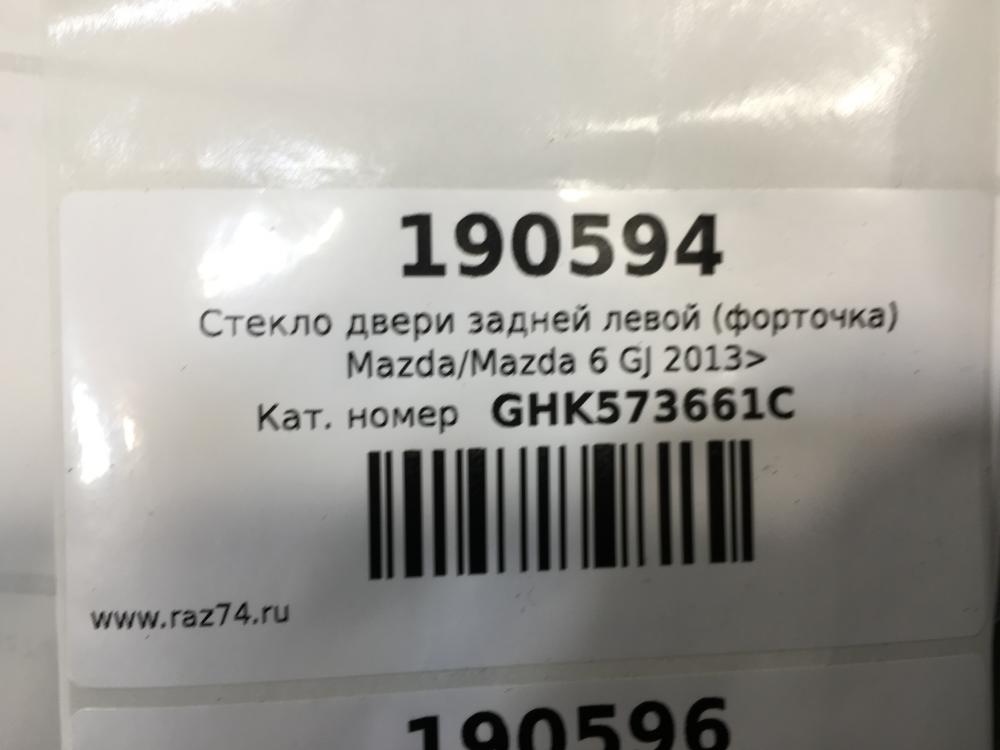 190594
Стекло двери задней левой (форточка)
Mazda/Mazda 6 GJ 2013>
Кат. номер GHK573661C
www.raz74.ru
190596